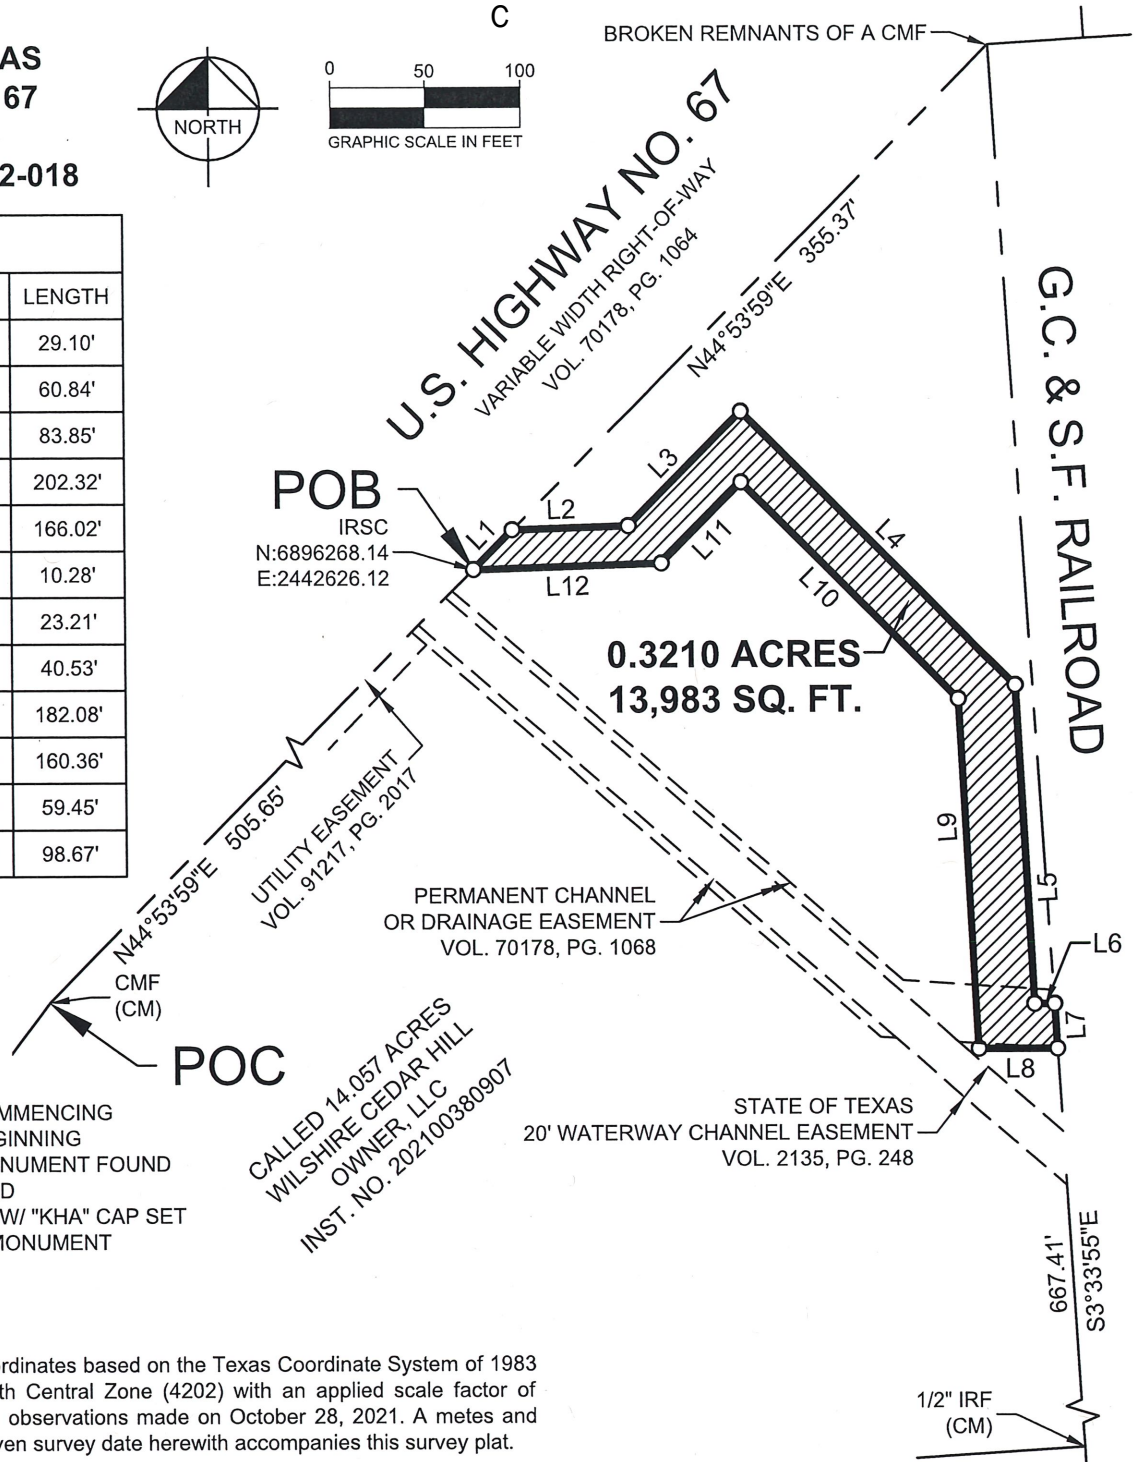 C
AS
67
2-018
NORTH
0 50 100
GRAPHIC SCALE IN FEET
BROKEN REMNANTS OF A CMF
LENGTH
29.10'
60.84'
83.85'
202.32'
166.02'
10.28'
23.21'
40.53'
182.08'
160.36'
59.45'
98.67'
U.S. HIGHWAY NO. 67
VARIABLE WIDTH RIGHT-OF-WAY
VOL. 70178, PG. 1064
N44°53'59"E 355.37'
G.C. & S.F. RAILROAD
POB
IRSC
N:6896268.14
E:2442626.12
L1
L2
L3
L4
L5
L6
L7
L8
L9
L10
L11
L12
0.3210 ACRES
13,983 SQ. FT.
UTILITY EASEMENT
VOL. 91217, PG. 2017
N44°53'59"E 505.65'
PERMANENT CHANNEL
OR DRAINAGE EASEMENT
VOL. 70178, PG. 1068
CMF
(CM)
POC
CALLED 14.057 ACRES
WILSHIRE CEDAR HILL
OWNER, LLC
INST. NO. 202100380907
STATE OF TEXAS
20' WATERWAY CHANNEL EASEMENT
VOL. 2135, PG. 248
MMENCING
GINNING
NUMENT FOUND
D
W/ "KHA" CAP SET
MONUMENT
667.41'
S3°33'55"E
1/2" IRF
(CM)
rdinates based on the Texas Coordinate System of 1983
th Central Zone (4202) with an applied scale factor of
observations made on October 28, 2021. A metes and
ven survey date herewith accompanies this survey plat.